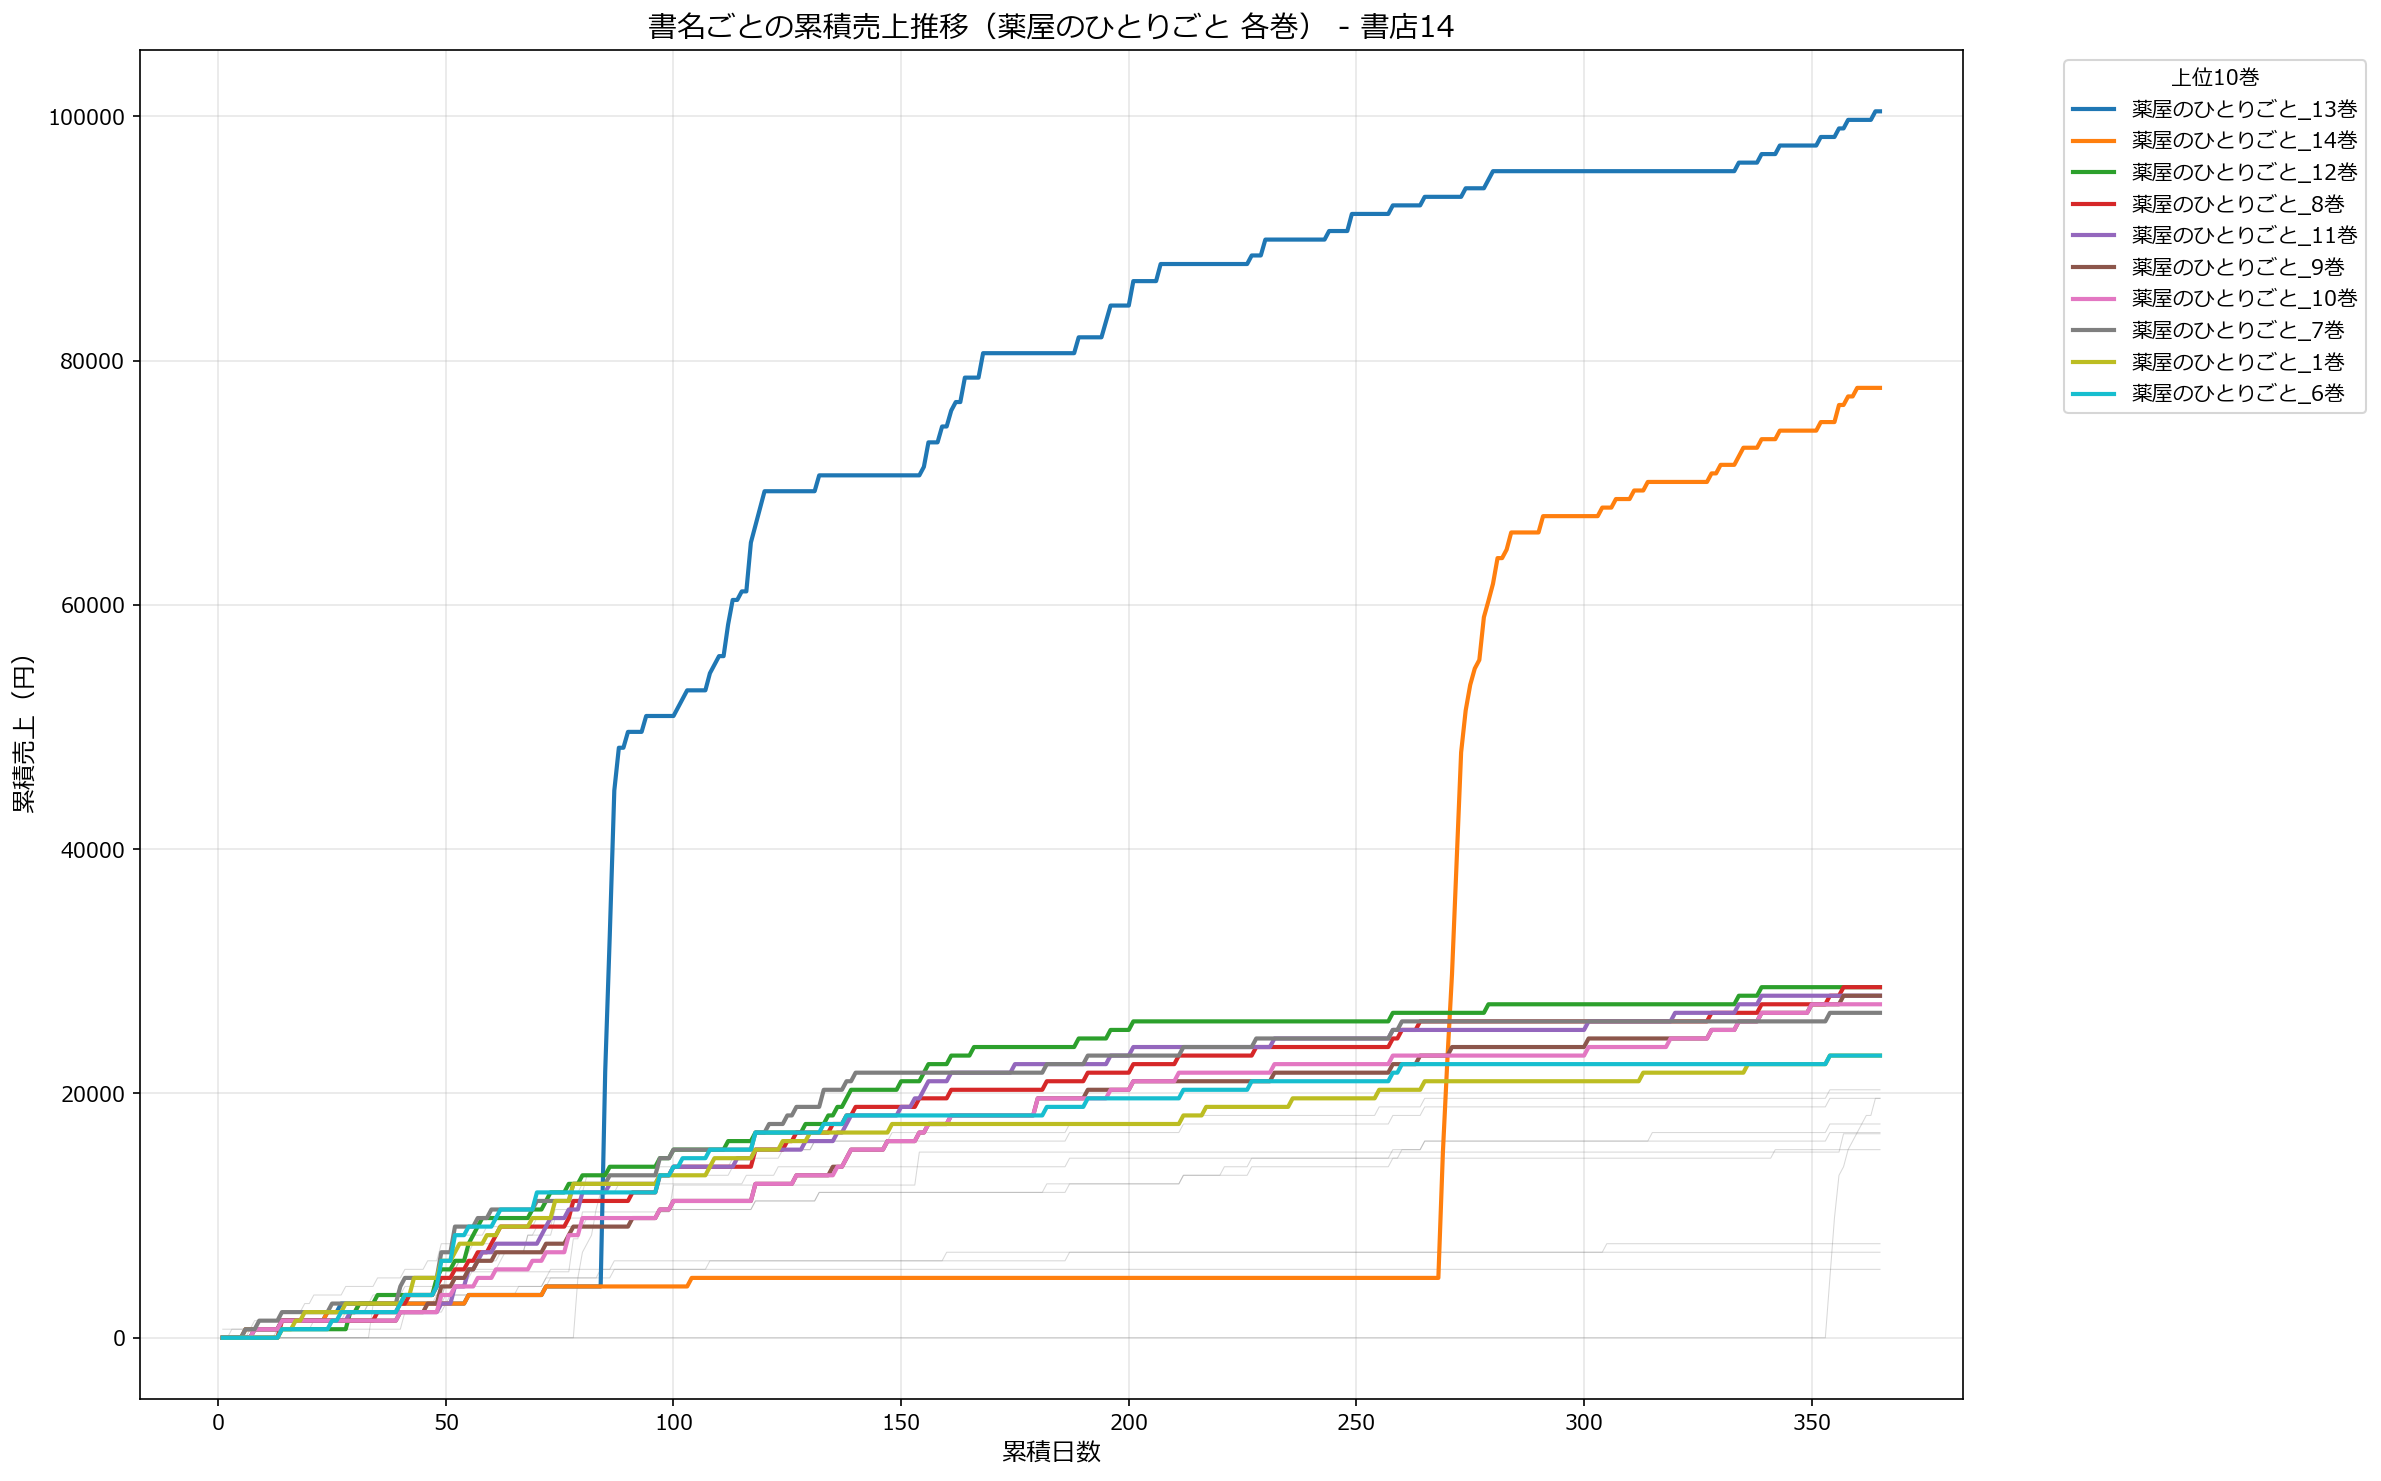 書名ごとの累積売上推移（薬屋のひとりごと 各巻） - 書店14
累積売上（円）
100000
80000
60000
40000
20000
0
0
50
100
150
200
250
300
350
累積日数
上位10巻
薬屋のひとりごと_13巻
薬屋のひとりごと_14巻
薬屋のひとりごと_12巻
薬屋のひとりごと_8巻
薬屋のひとりごと_11巻
薬屋のひとりごと_9巻
薬屋のひとりごと_10巻
薬屋のひとりごと_7巻
薬屋のひとりごと_1巻
薬屋のひとりごと_6巻